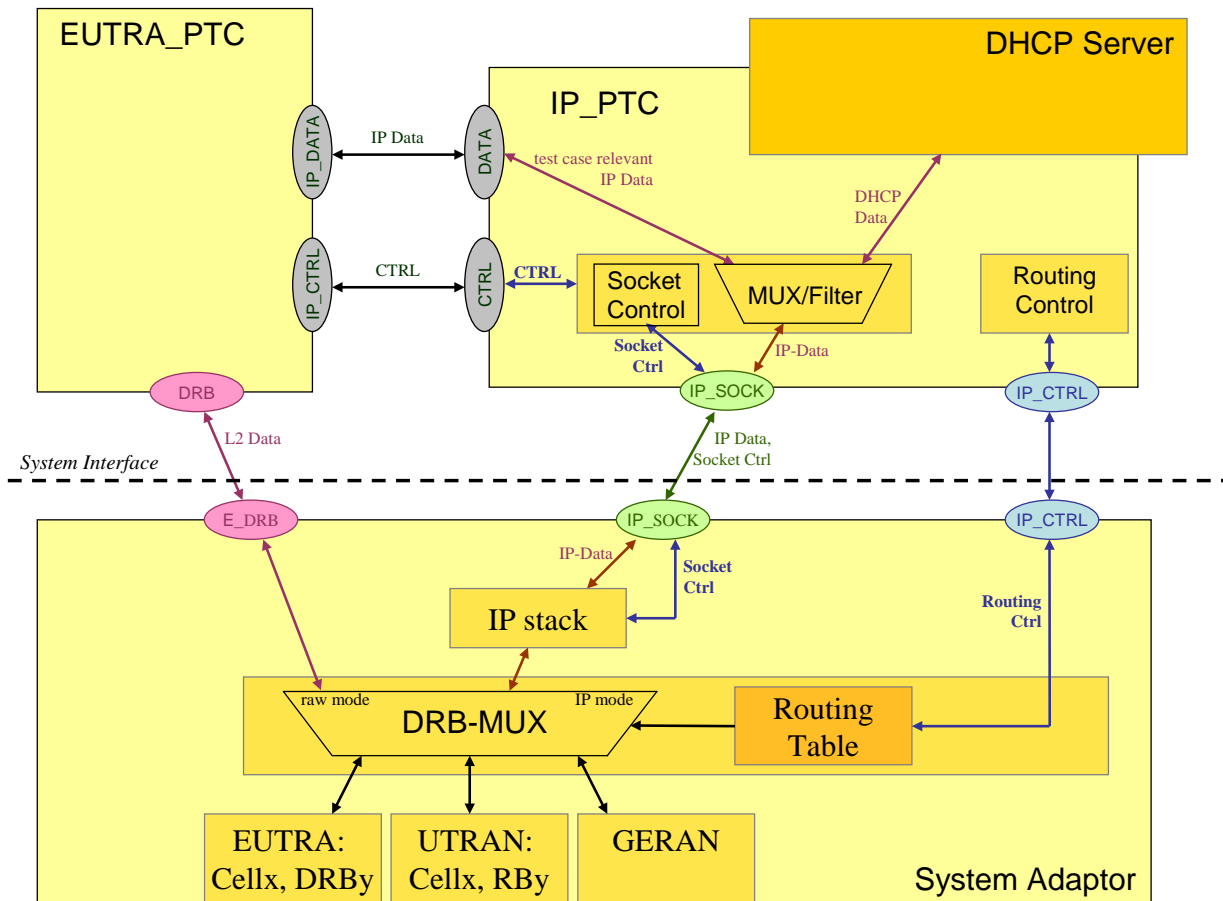 EUTRA_PTC
DHCP Server
IP_PTC
IP_DATA
IP Data
DATA
test case relevant
IP Data
DHCP
Data
IP_CTRL
CTRL
CTRL
CTRL
Socket
Control
MUX/Filter
Routing
Control
Socket
Ctrl
IP-Data
DRB
IP_SOCK
IP_CTRL
L2 Data
IP Data,
Socket Ctrl
System Interface
E_DRB
IP_SOCK
IP_CTRL
IP-Data
Socket
Ctrl
IP stack
Routing
Ctrl
raw mode
IP mode
DRB-MUX
Routing
Table
EUTRA:
Cellx, DRBy
UTRAN:
Cellx, RBy
GERAN
System Adaptor